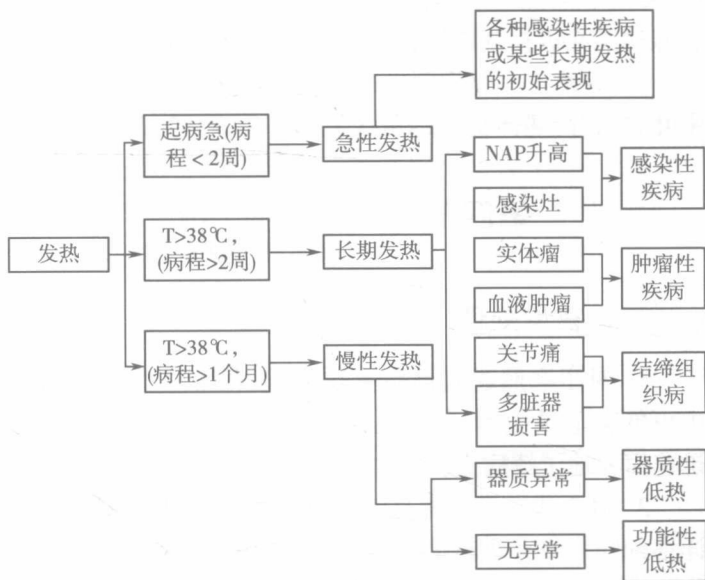 发热
起病急(病
程<2周)
T>38℃,
(病程>2周)
T>38℃,
(病程>1个月)
急性发热
长期发热
慢性发热
各种感染性疾病
或某些长期发热
的初始表现
NAP升高
感染灶
实体瘤
血液肿瘤
关节痛
多脏器
损害
器质异常
无异常
感染性
疾病
肿瘤性
疾病
结缔组
织病
器质性
低热
功能性
低热